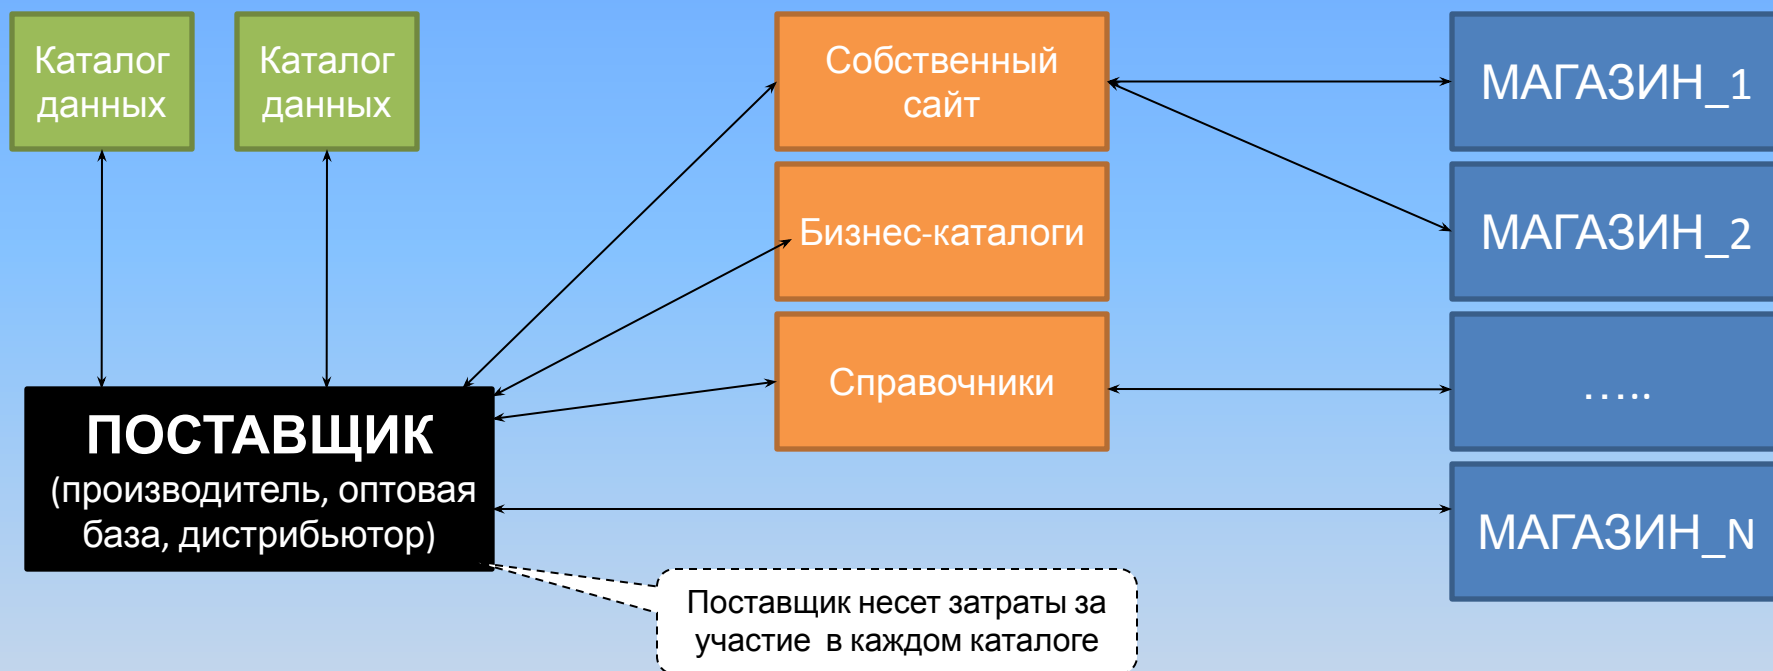 Каталог
данных
Каталог
данных
Собственный
сайт
МАГАЗИН_1
Бизнес-каталоги
МАГАЗИН_2
Справочники
…..
ПОСТАВЩИК
(производитель, оптовая
база, дистрибьютор)
МАГАЗИН_N
Поставщик несет затраты за
участие в каждом каталоге